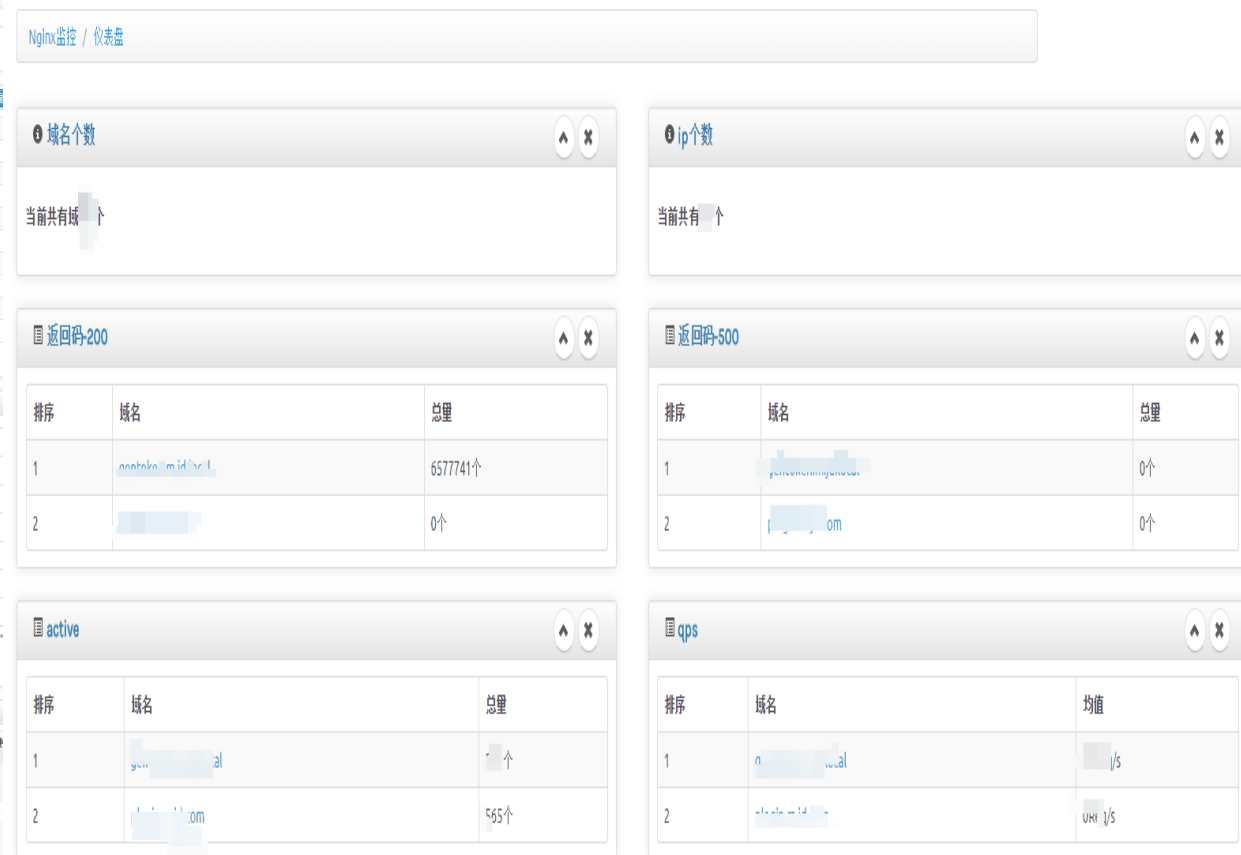 Nginx监控 / 仪表盘
域名个数
ip个数
当前共有域 个
当前共有 个
返回码-200
返回码-500
排序 域名 总量
排序 域名 总量
1 6577741个
1 0个
2 0个
2 om 0个
active
qps
排序 域名 总量
排序 域名 均值
1 al 个
1 ocal /s
2 .com 565个
2 /s